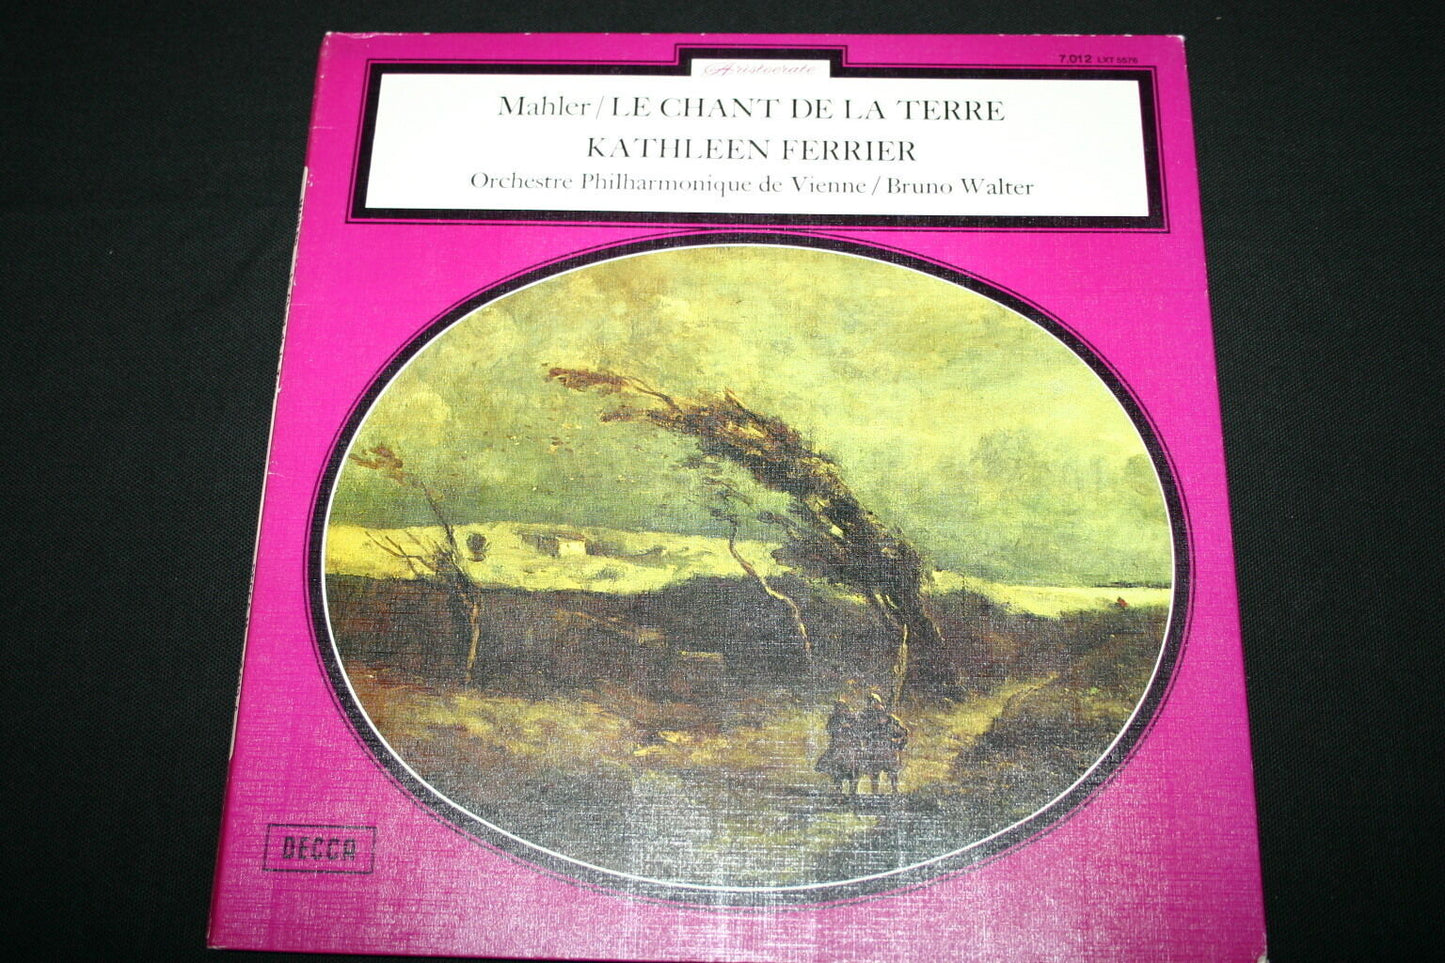 7.012 LXT 5576
Aristocrate
Mahler/LE CHANT DE LA TERRE
KATHLEEN FERRIER
Orchestre Philharmonique de Vienne/Bruno Walter
DECCA